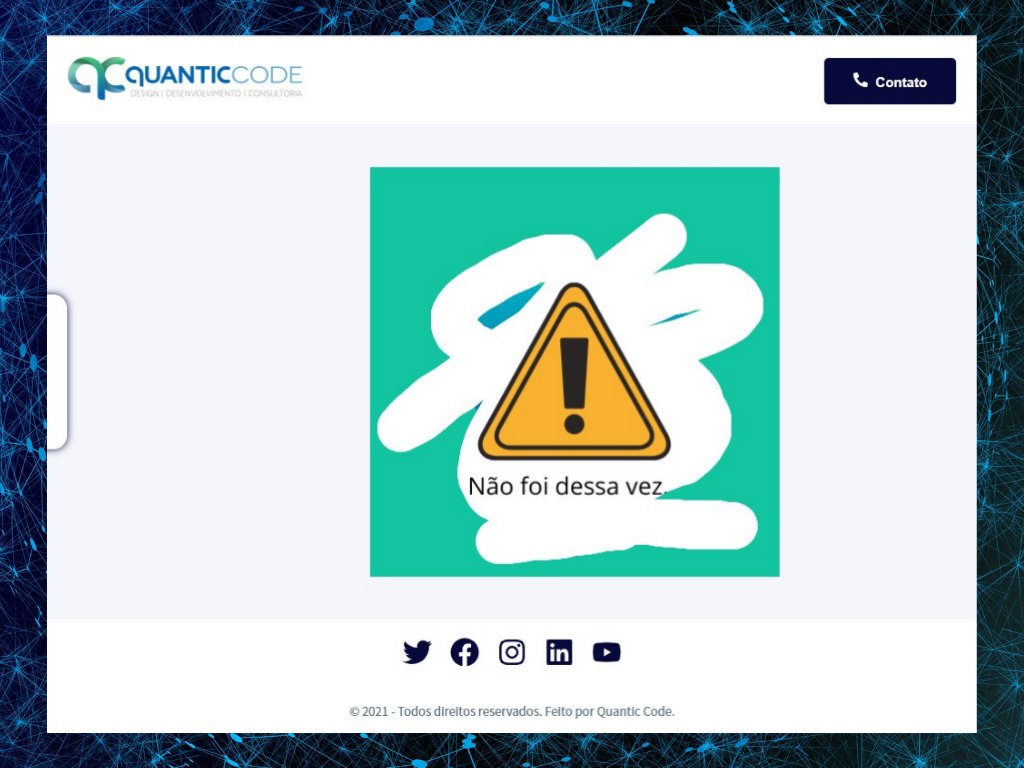 QUANTICCODE
DESIGN | DESENVOLVIMENTO | CONSULTORIA
Contato
Não foi dessa vez.
© 2021 - Todos direitos reservados. Feito por Quantic Code.